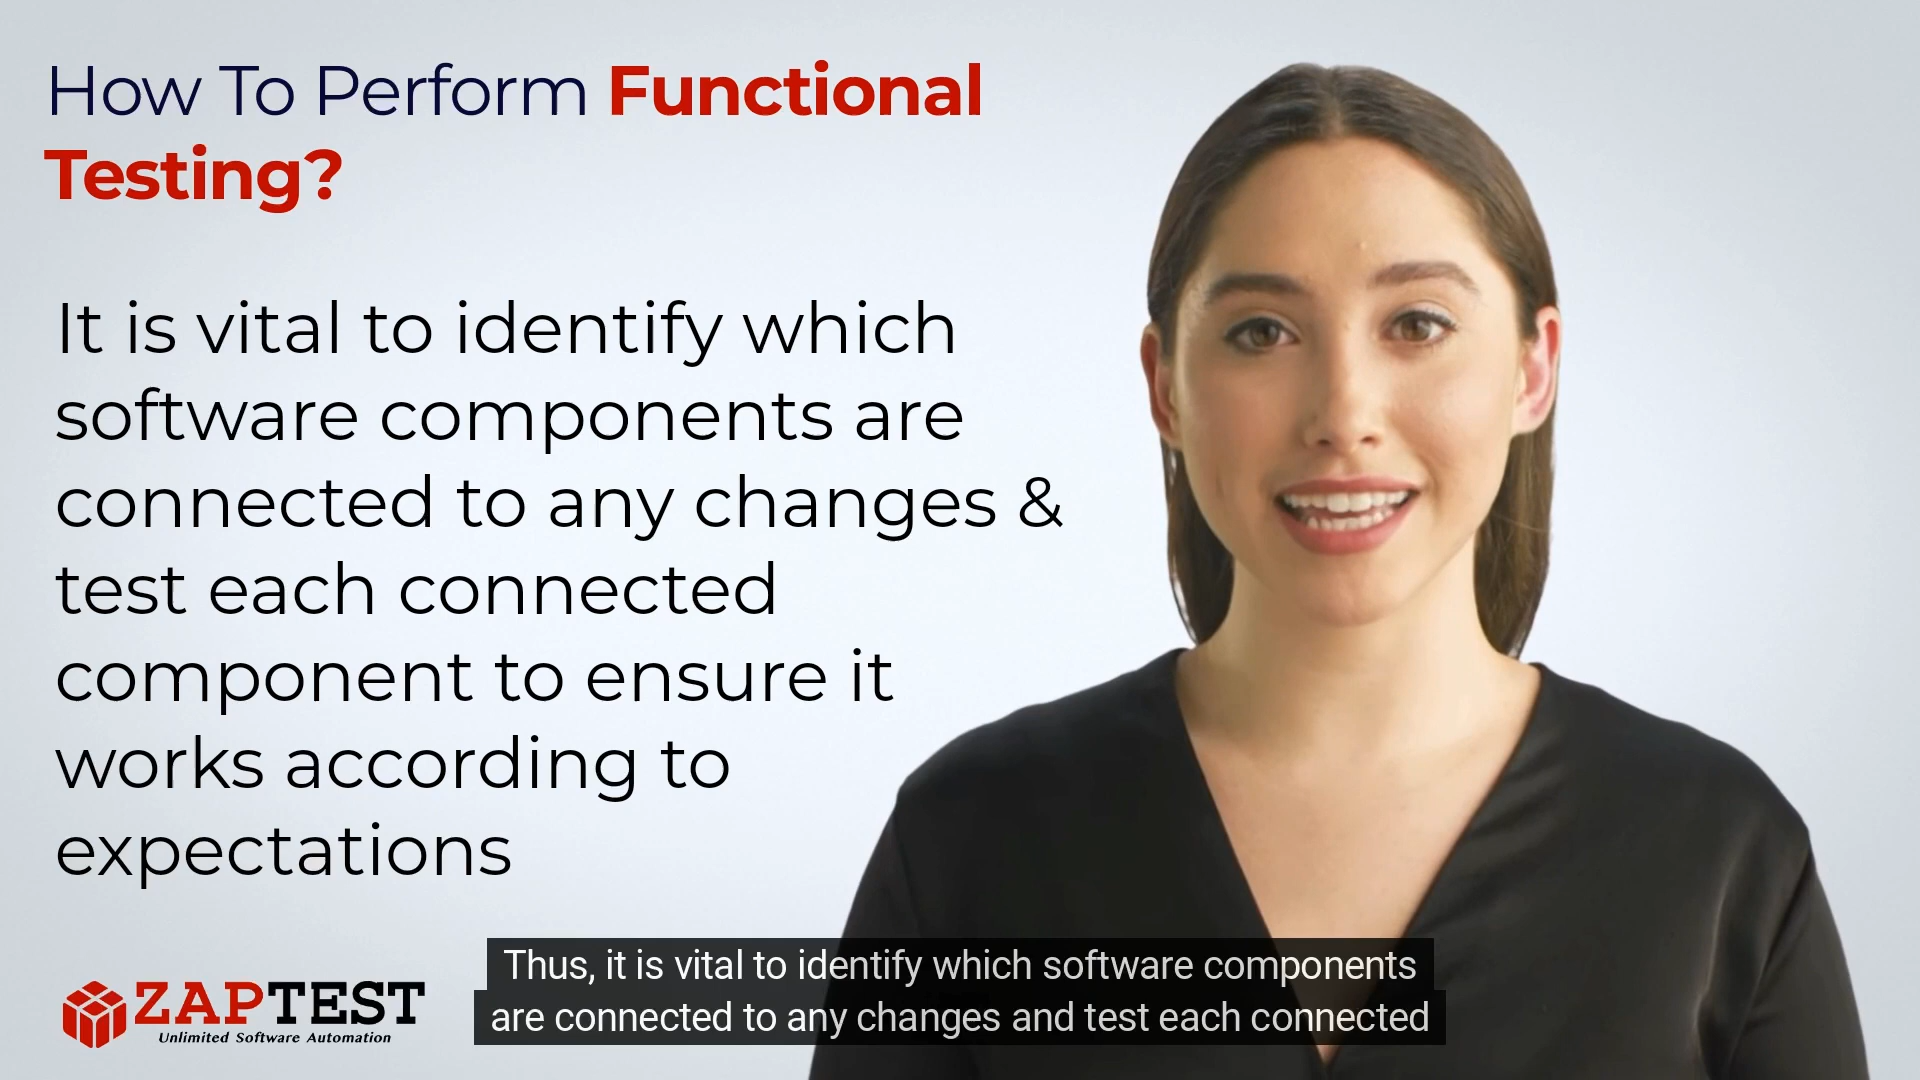 How To Perform Functional
Testing?
It is vital to identify which
software components are
connected to any changes &
test each connected
component to ensure it
works according to
expectations
ZAPTEST
Unlimited Software Automation
Thus, it is vital to identify which software components
are connected to any changes and test each connected